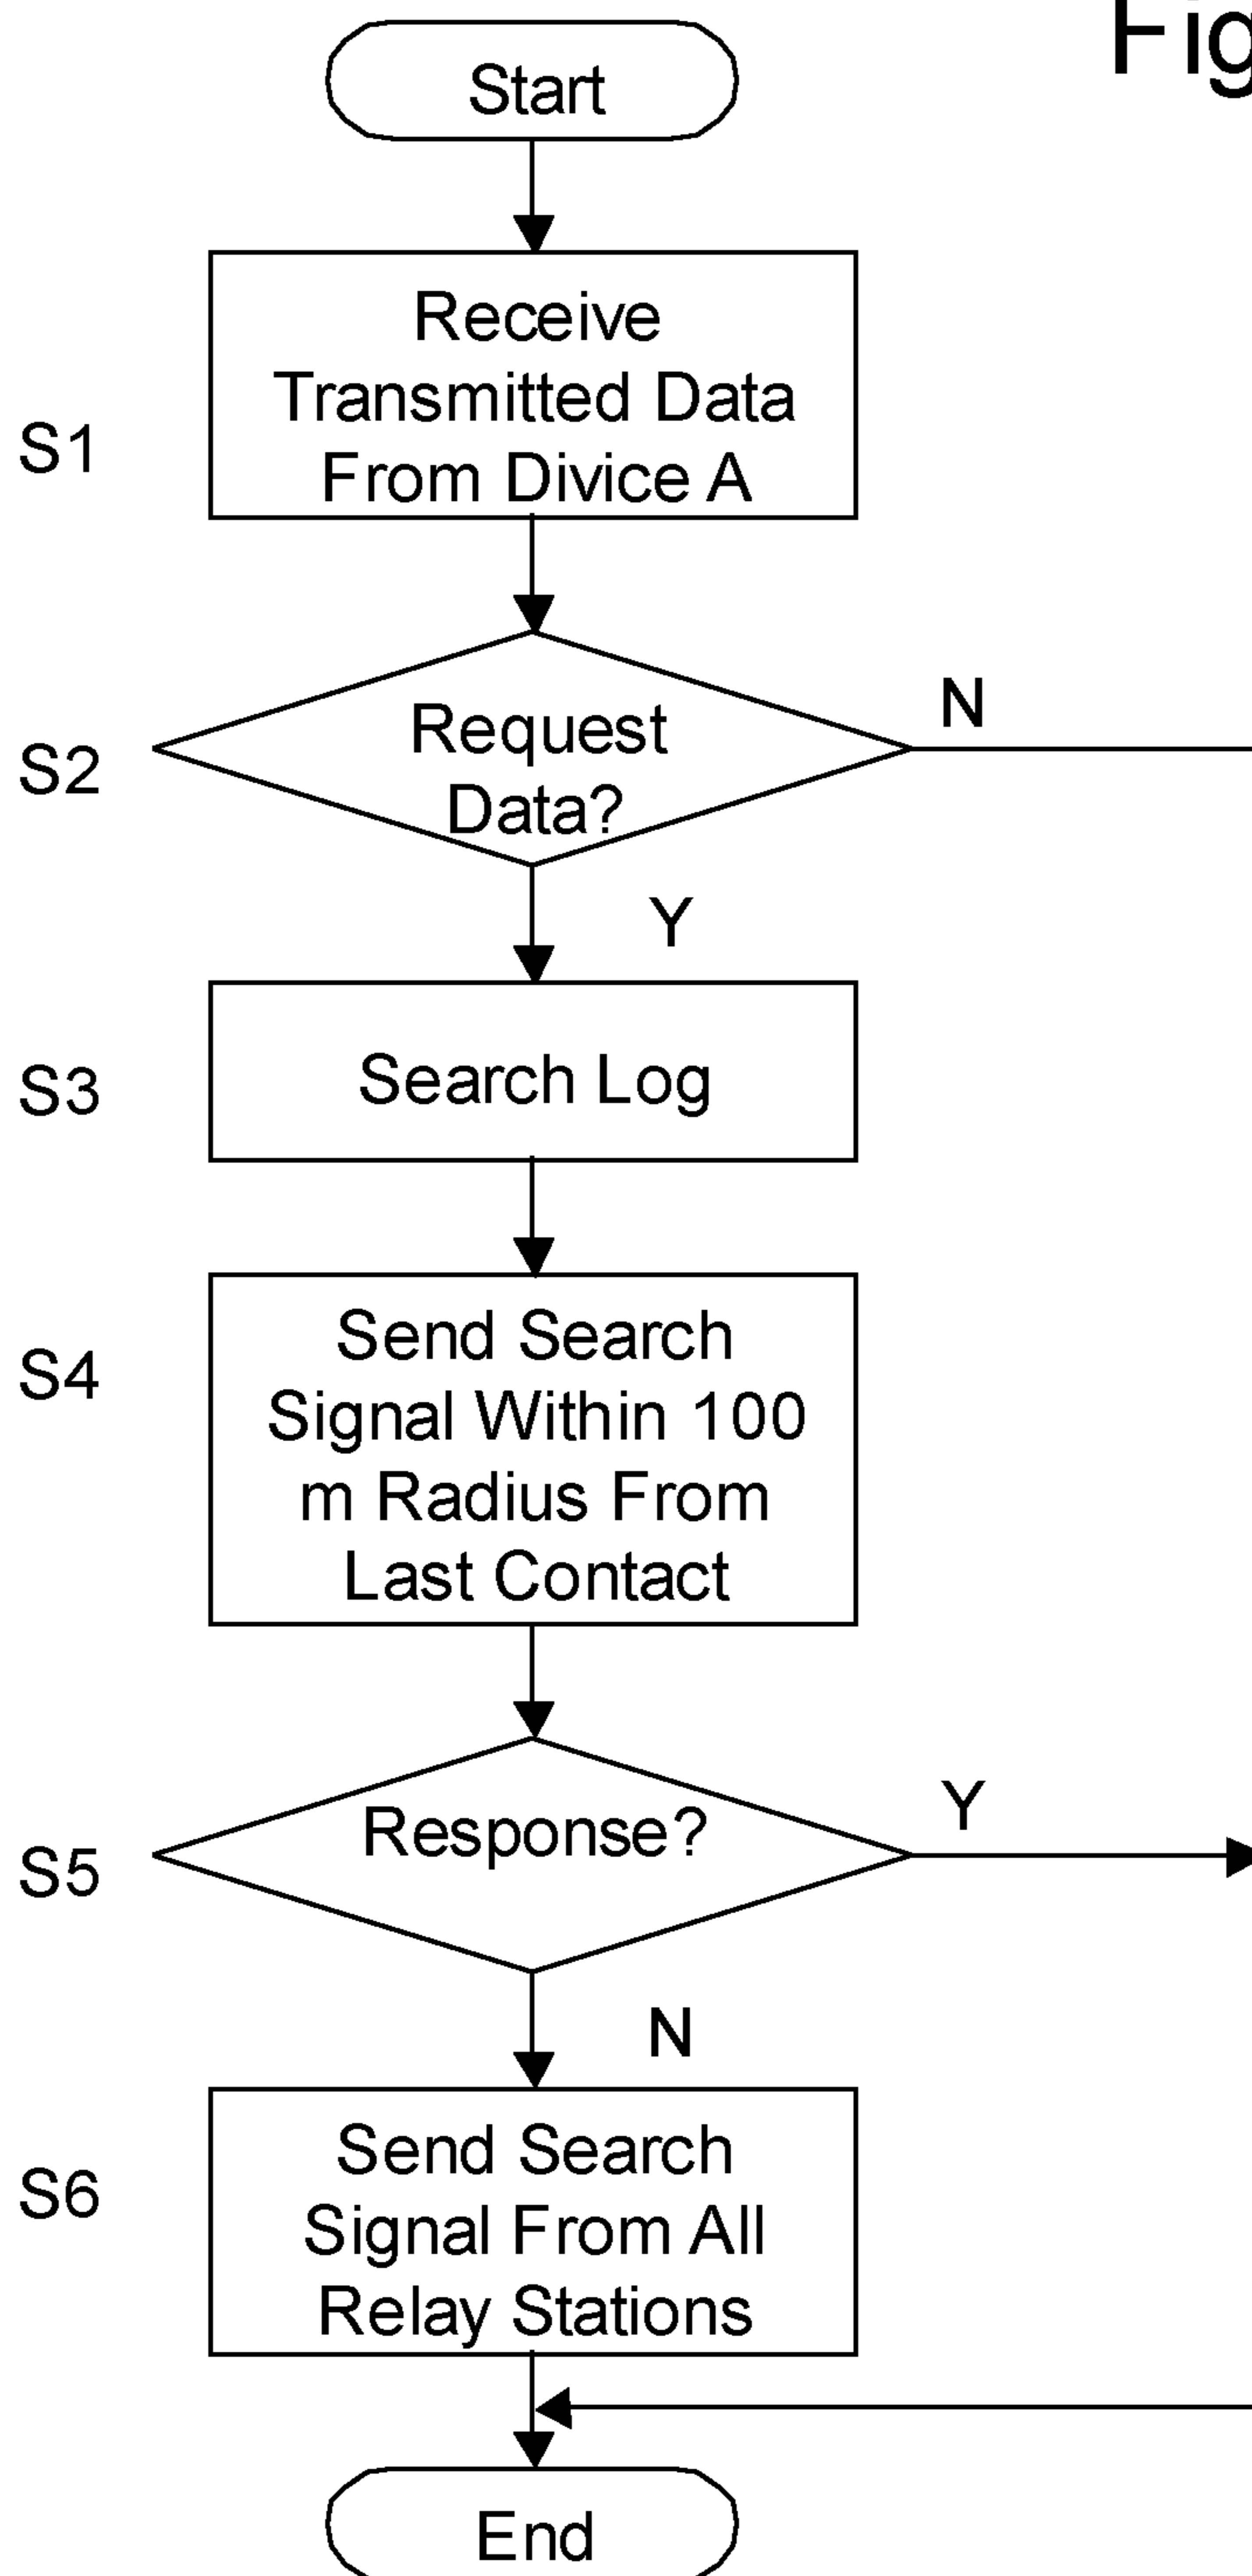 Fig
Start
Receive
Transmitted Data
From Divice A
S1
Request
Data?
N
S2
Y
Search Log
S3
Send Search
Signal Within 100
m Radius From
Last Contact
S4
Response?
Y
S5
N
Send Search
Signal From All
Relay Stations
S6
End